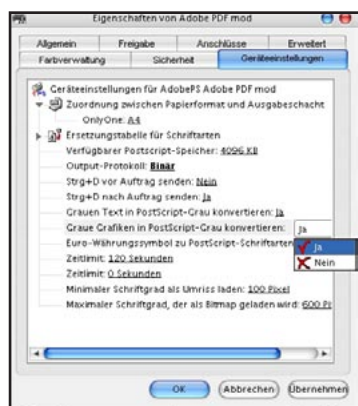 Eigenschaften von Adobe PDF mod
Allgemein Freigabe Anschlüsse Erweitert
Farbverwaltung Sicherheit Geräteeinstellungen
Geräteeinstellungen für AdobePS Adobe PDF mod
Zuordnung zwischen Papierformat und Ausgabeschacht
OnlyOne: A4
Ersetzungstabelle für Schriftarten
Verfügbarer Postscript-Speicher: 4096 KB
Output-Protokoll: Binär
Strg+D vor Auftrag senden: Nein
Strg+D nach Auftrag senden: Ja
Grauen Text in PostScript-Grau konvertieren: Ja
Graue Grafiken in PostScript-Grau konvertieren: Ja
Euro-Währungssymbol zu PostScript-Schriftarten
Ja
Nein
Zeitlimit: 120 Sekunden
Zeitlimit: 0 Sekunden
Minimaler Schriftgrad als Umriss laden: 100 Pixel
Maximaler Schriftgrad, der als Bitmap geladen wird: 600 Pi
OK Abbrechen Übernehmen